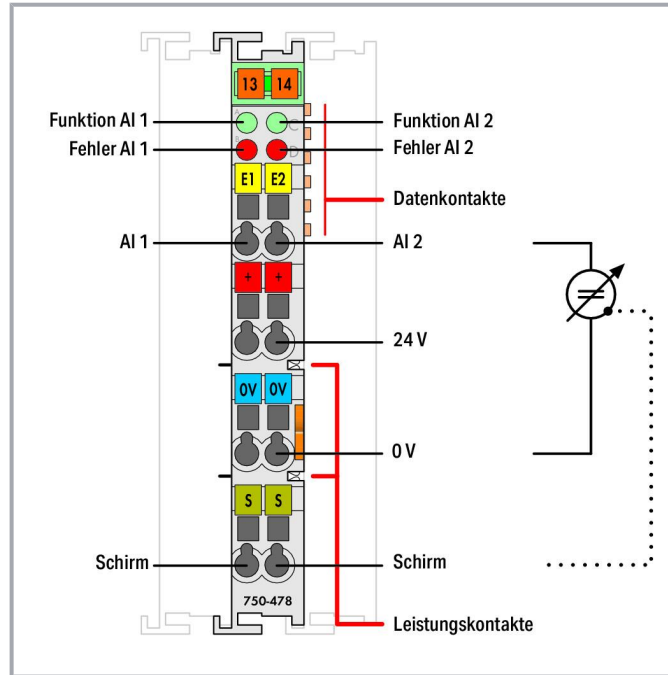 13 14
Funktion AI 1
A C
Funktion AI 2
Fehler AI 1
B D
Fehler AI 2
E1 E2
Datenkontakte
AI 1
AI 2
+ +
24 V
0V 0V
0 V
S S
Schirm
Schirm
750-478
Leistungskontakte